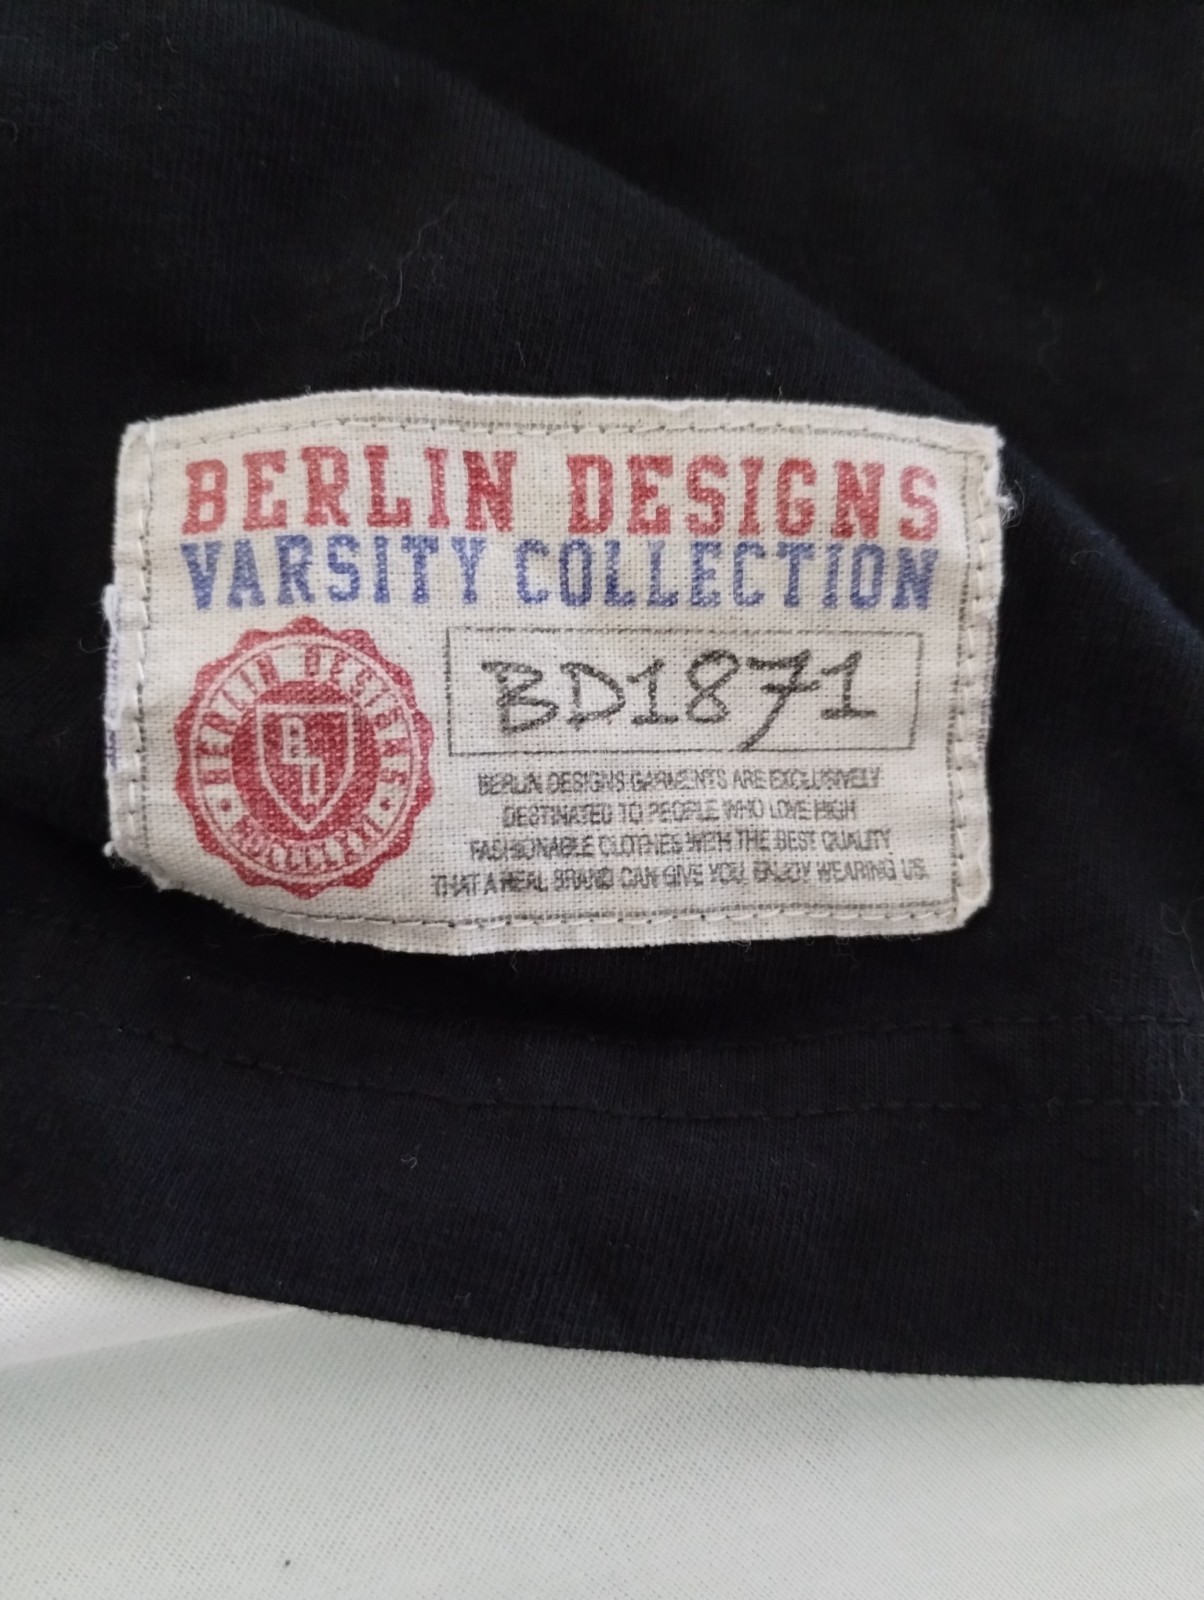 BERLIN DESIGNS
VARSITY COLLECTION
BERLIN DESIGNS
BD
BD1871
BERLIN DESIGNS GARMENTS ARE EXCLUSIVELY
DESTINATED TO PEOPLE WHO LOVE HIGH
FASHIONABLE CLOTHES WITH THE BEST QUALITY
THAT A REAL BRAND CAN GIVE YOU. ENJOY WEARING US.